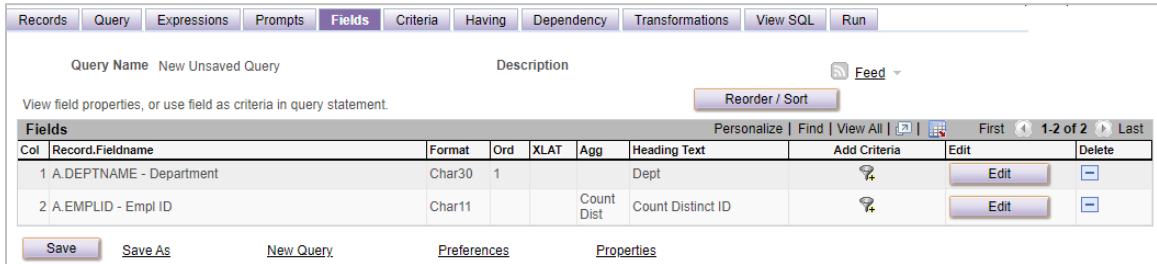 Records Query Expressions Prompts Fields Criteria Having Dependency Transformations View SQL Run
Query Name New Unsaved Query Description Feed
View field properties, or use field as criteria in query statement. Reorder / Sort
Fields Personalize | Find | View All | | First 1-2 of 2 Last
Col Record.Fieldname Format Ord XLAT Agg Heading Text Add Criteria Edit Delete
1 A.DEPTNAME - Department Char30 1 Dept Edit
2 A.EMPLID - Empl ID Char11 Count Dist Count Distinct ID Edit
Save Save As New Query Preferences Properties